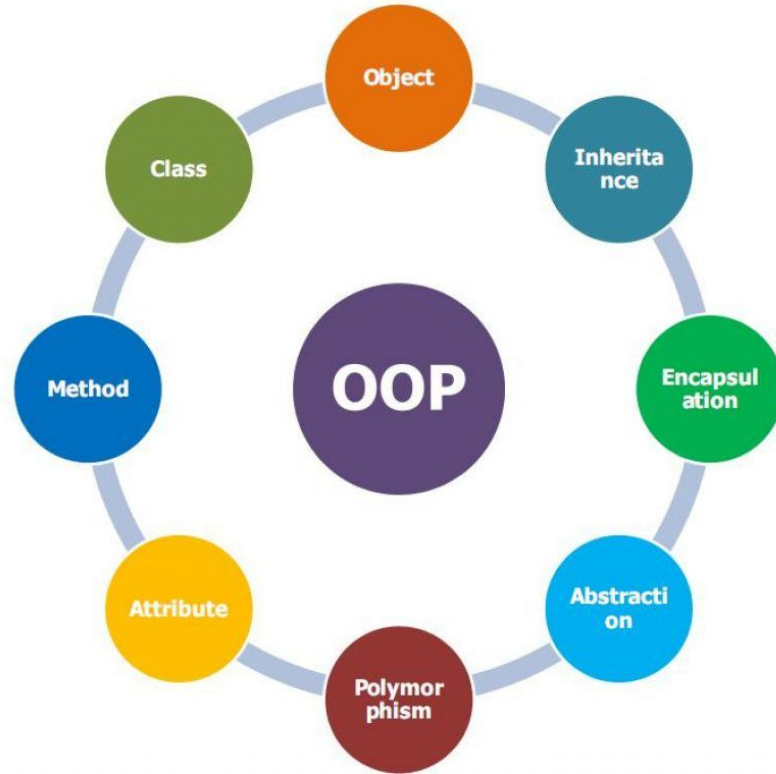 Object
Inherita
nce
Encapsul
ation
Abstracti
on
Polymor
phism
Attribute
Method
Class
OOP